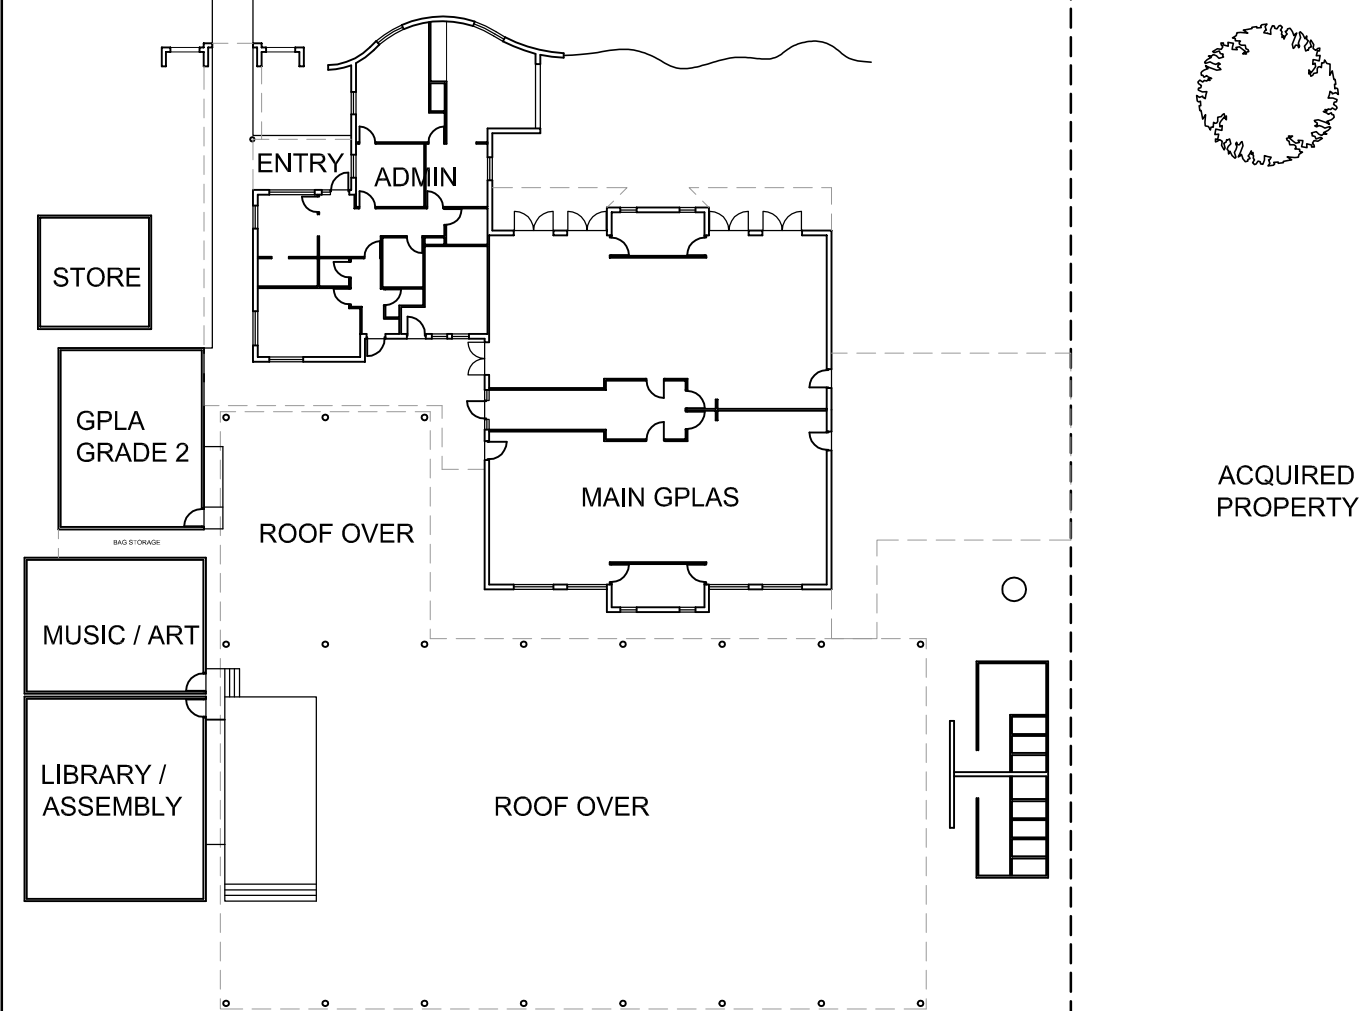 ENTRY
ADMIN
STORE
GPLA
GRADE 2
BAG STORAGE
MAIN GPLAS
ROOF OVER
ACQUIRED
PROPERTY
MUSIC / ART
LIBRARY /
ASSEMBLY
ROOF OVER